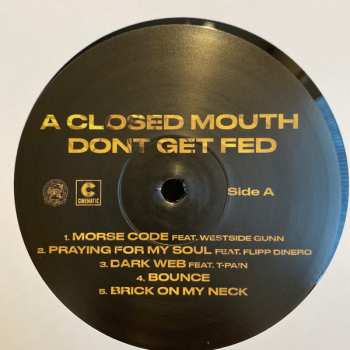 A CLOSED MOUTH
DONT GET FED
Side A
C
CINEMATIC
1. MORSE CODE FEAT. WESTSIDE GUNN
2. PRAYING FOR MY SOUL FEAT. FLIPP DINERO
3. DARK WEB FEAT. T-PAIN
4. BOUNCE
5. BRICK ON MY NECK